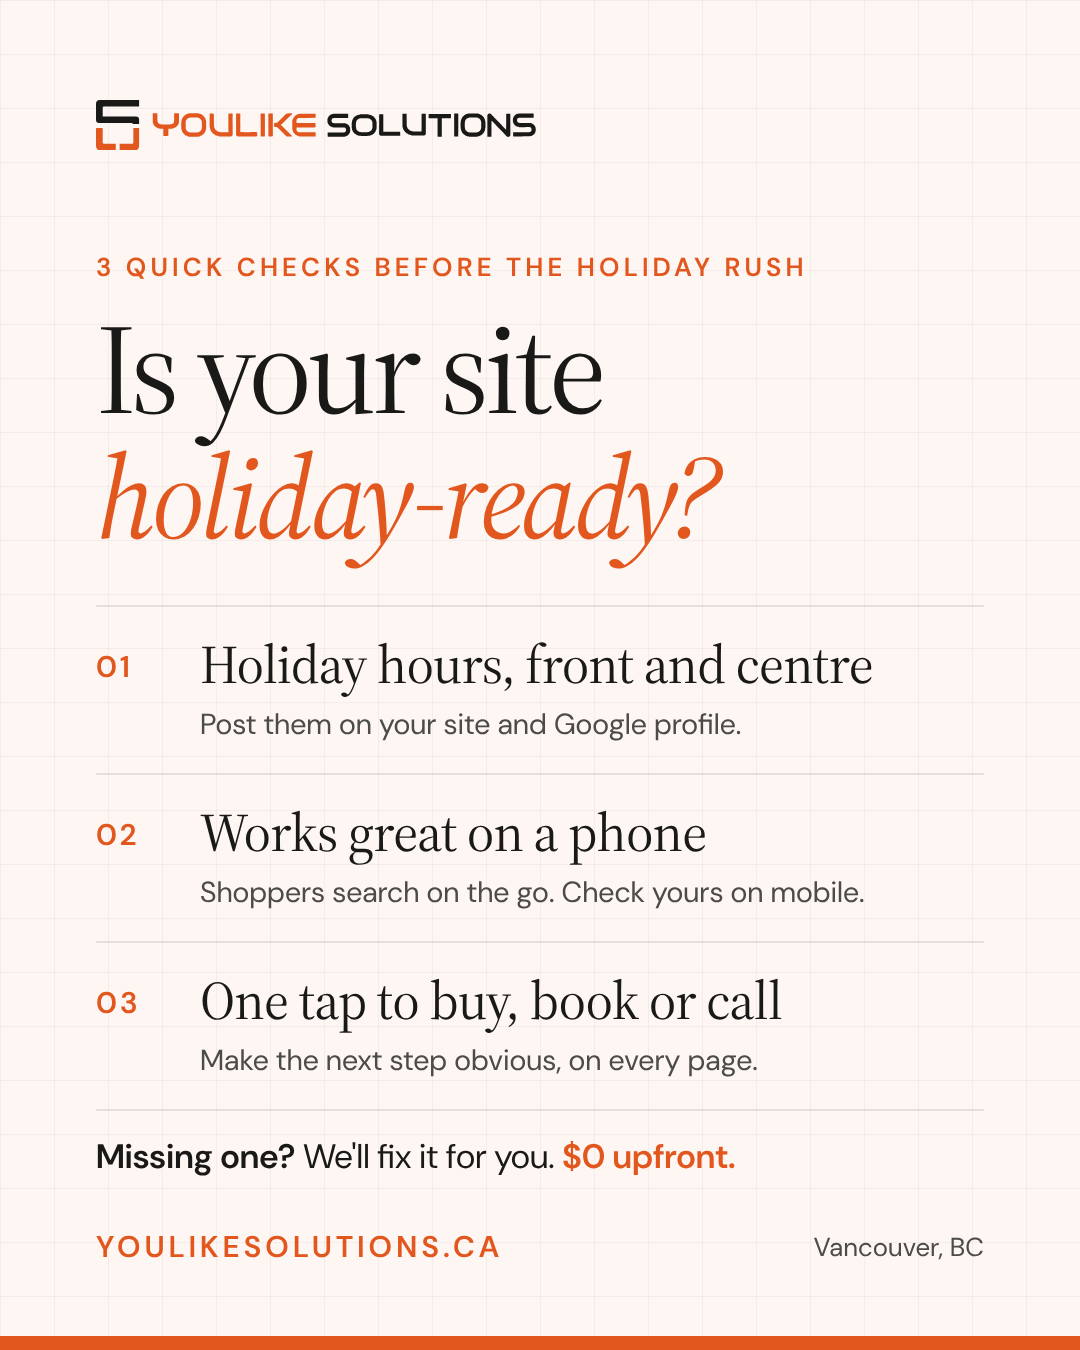 YOULIKE SOLUTIONS
3 QUICK CHECKS BEFORE THE HOLIDAY RUSH
Is your site
holiday-ready?
01
Holiday hours, front and centre
Post them on your site and Google profile.
02
Works great on a phone
Shoppers search on the go. Check yours on mobile.
03
One tap to buy, book or call
Make the next step obvious, on every page.
Missing one? We'll fix it for you. $0 upfront.
YOULIKESOLUTIONS.CA
Vancouver, BC